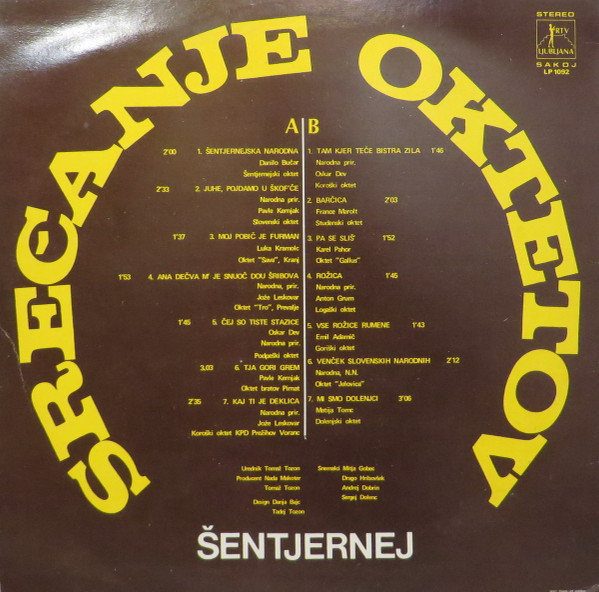 SREČANJE OKTETOV
STEREO
RTV
LJUBLJANA
SAKOJ
LP 1092
A B
2'00 1. ŠENTJERNEJSKA NARODNA
Danilo Bučar
Šentjernejski oktet
2'33 2. JUHE, POJDAMO U ŠKOF'ČE
Narodna prir.
Pavle Kernjak
Slovenski oktet
1'37 3. MOJ POBIČ JE FURMAN
Luka Kramolc
Oktet "Sava", Kranj
1'53 4. ANA DEČVA M' JE SNUOČ DOU ŠRIBOVA
Narodna, prir.
Jože Leskovar
Oktet "Tro", Prevalje
1'45 5. ČEJ SO TISTE STAZICE
Oskar Dev
Narodna prir.
Podpeški oktet
3,03 6. TJA GORI GREM
Pavle Kernjak
Oktet bratov Pirnat
2'35 7. KAJ TI JE DEKLICA
Narodna prir.
Jože Leskovar
Koroški oktet KPD Prežihov Voranc
1. TAM KJER TEČE BISTRA ZILA 1'46
Narodna prir.
Oskar Dev
Koroški oktet
2. BARČICA 2'03
France Marolt
Študenski oktet
3. PA SE SLIŠ' 1'52
Karel Pahor
Oktet "Gallus"
4. ROŽICA 1'45
Narodna prir.
Anton Grum
Logaški oktet
5. VSE ROŽICE RUMENE 1'43
Emil Adamič
Goriški oktet
6. VENČEK SLOVENSKIH NARODNIH 2'12
Narodna, N.N.
Oktet "Jelovica"
7. MI SMO DOLENJCI 3'06
Matija Tomc
Dolenjski oktet
Urednik Tomaž Tozon
Producent Nada Makoter
Tomaž Tozon
Design Danja Bajc
Tadej Tozon
Snemalci Mitja Gobec
Drago Hribovšek
Andrej Dobrin
Sergej Dolenc
ŠENTJERNEJ